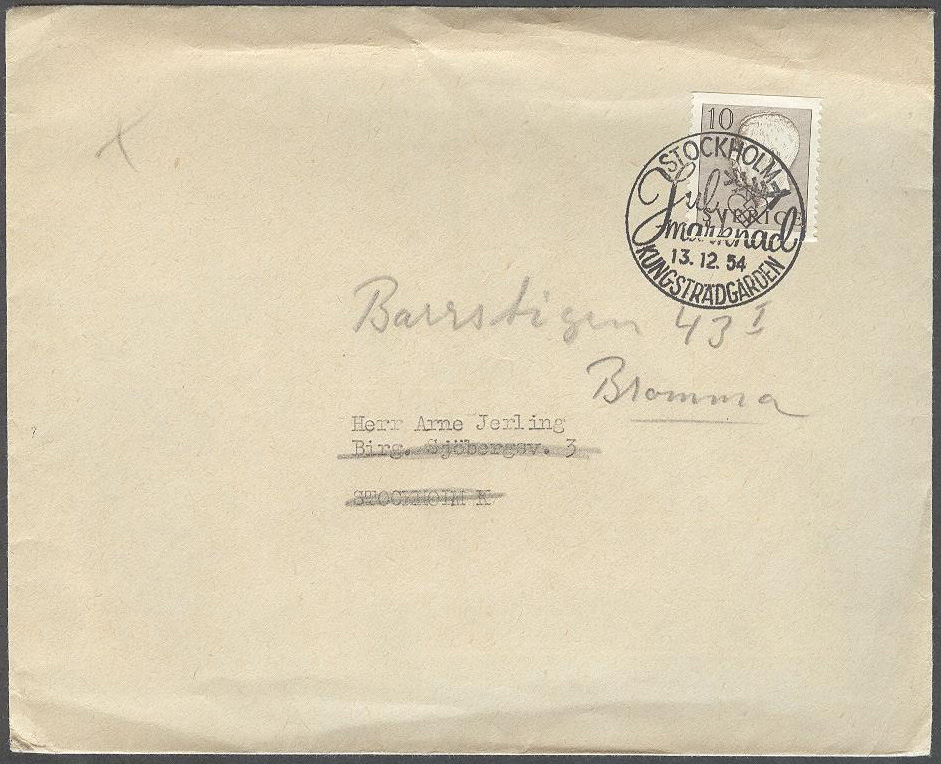 10
SVERIGE
STOCKHOLM 1
Jul
marknad
13.12.54
KUNGSTRÄDGÅRDEN
Barrstigen 43 I
Bromma
Herr Arne Jerling
Birg. Sjöbergsv. 3
STOCKHOLM K